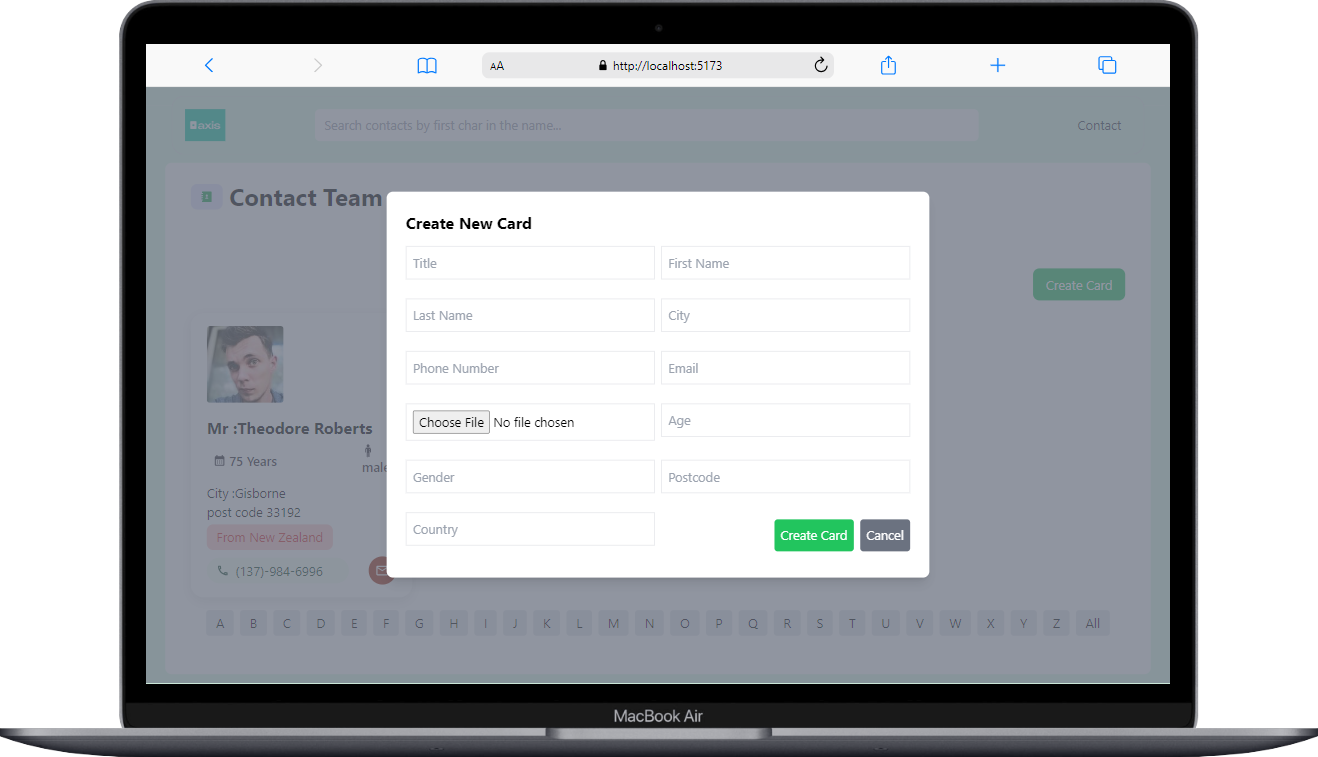 AA http://localhost:5173
axis Search contacts by first char in the name... Contact
Contact Team
Create New Card
Title First Name
Create Card
Last Name City
Phone Number Email
Choose File No file chosen Age
Mr :Theodore Roberts
75 Years male
Gender Postcode
City :Gisborne
post code 33192
Country Create Card Cancel
From New Zealand
(137)-984-6996
A B C D E F G H I J K L M N O P Q R S T U V W X Y Z All
MacBook Air